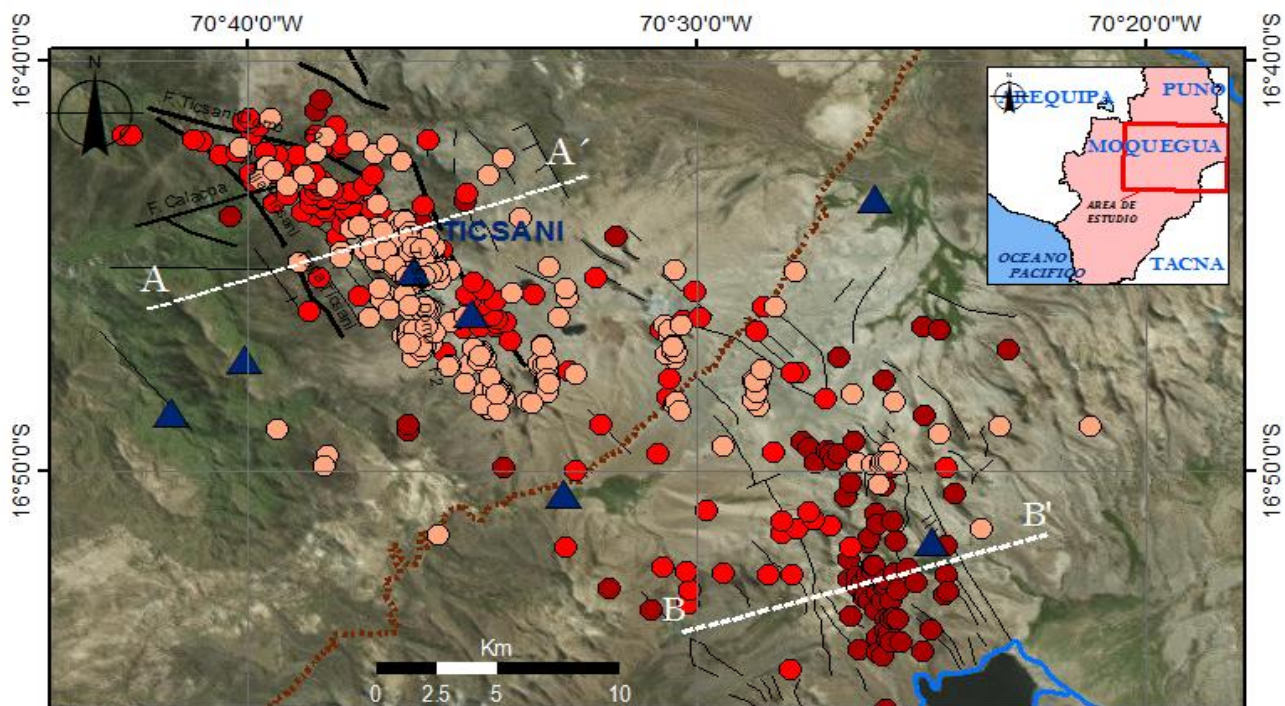 70°40'0"W
70°30'0"W
70°20'0"W
16°40'0"S
16°40'0"S
N
F. Calacoa
A´
TICSANI
A
N
AREQUIPA
PUNO
MOQUEGUA
AREA DE
ESTUDIO
OCEANO
PACIFICO
TACNA
16°50'0"S
16°50'0"S
B'
B
Km
0 2.5 5 10